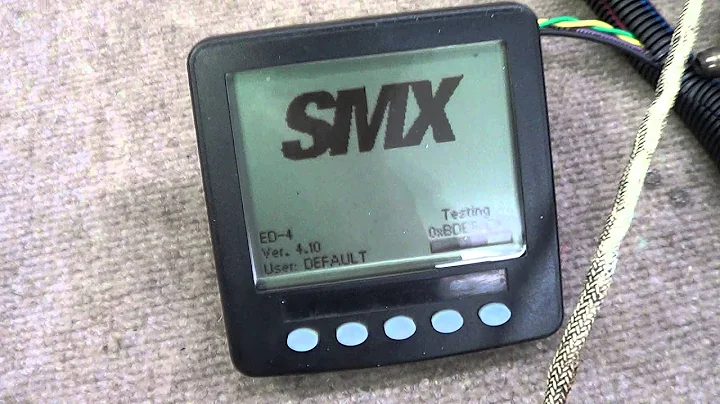 SMX
Testing
ED-4
Ver. 4.10
User: DEFAULT